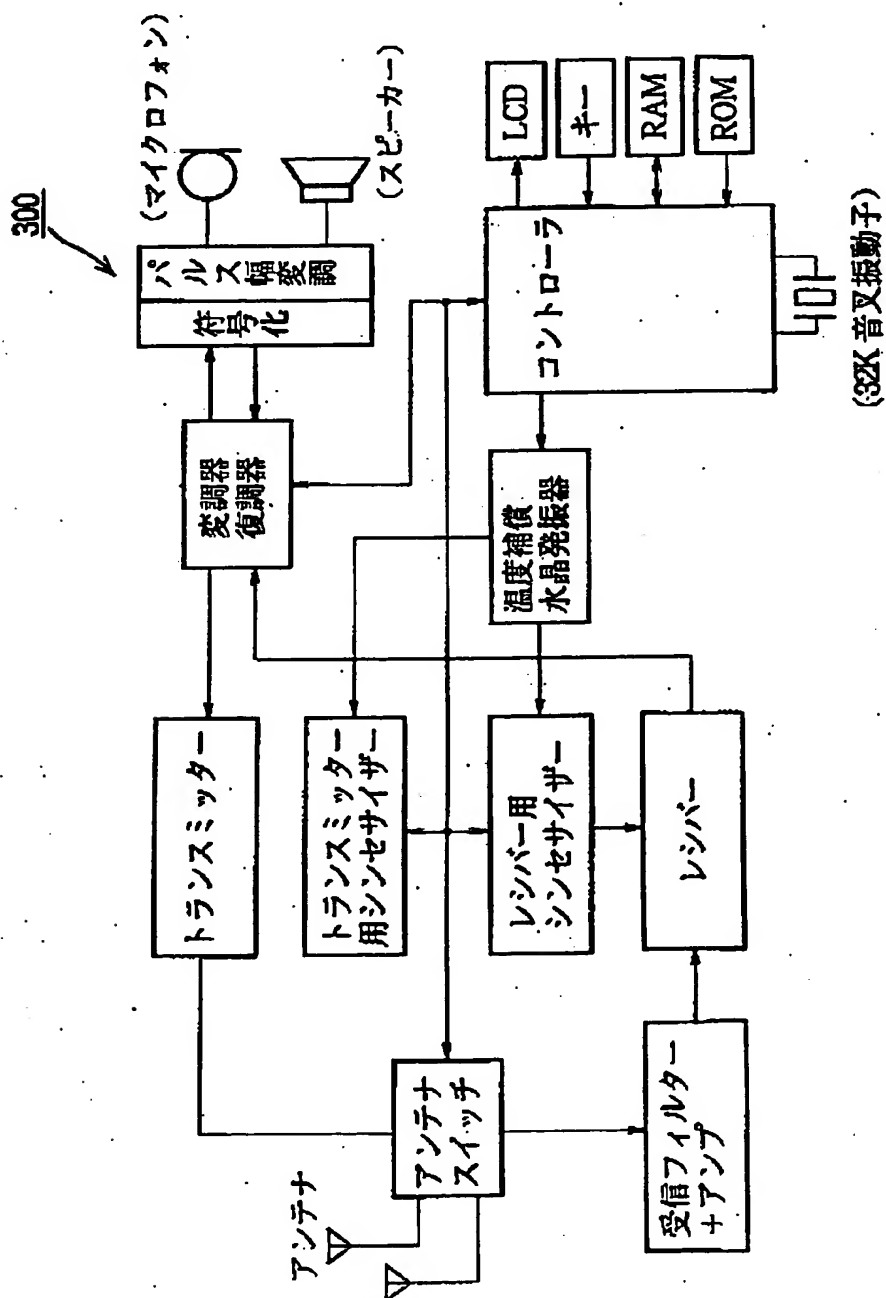 300
(マイクロフォン)
(スピーカー)
パルス幅変調
符号化
変調器
復調器
トランスミッター
トランスミッター
用シンセサイザー
レシバー用
シンセサイザー
レシバー
受信フィルター
+アンプ
アンテナ
スイッチ
アンテナ
温度補償
水晶発振器
コントローラ
LCD
キー
RAM
ROM
(32K 音叉振動子)